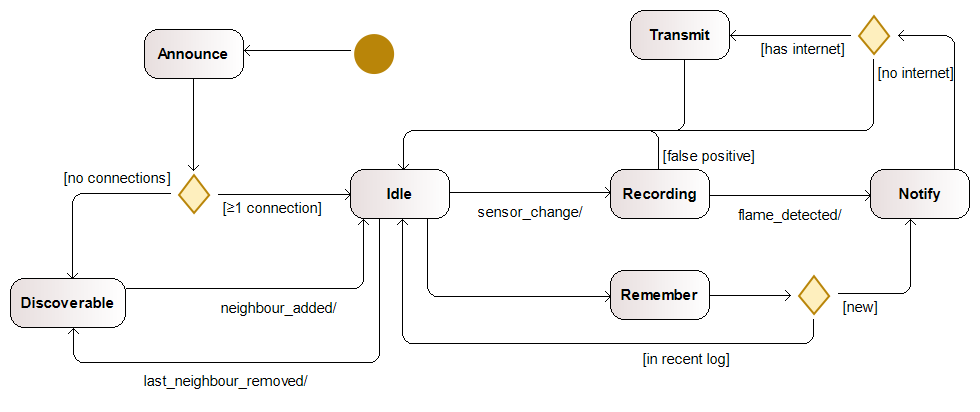 Transmit
Announce
[has internet]
[no internet]
[false positive]
[no connections]
Idle
Recording
Notify
[≥1 connection]
sensor_change/
flame_detected/
Discoverable
neighbour_added/
Remember
[new]
[in recent log]
last_neighbour_removed/